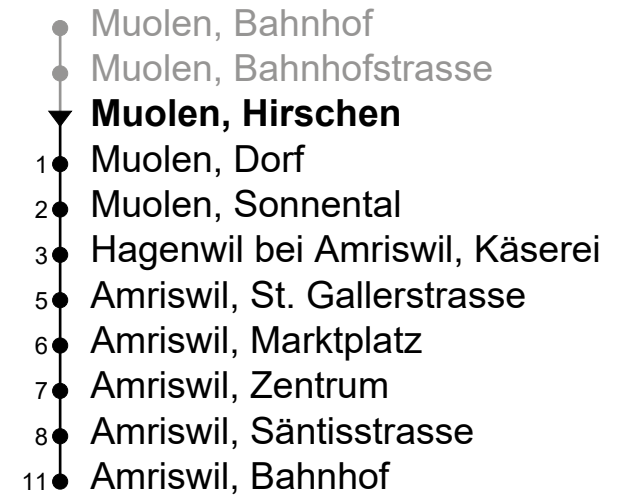 Muolen, Bahnhof
Muolen, Bahnhofstrasse
Muolen, Hirschen
1 Muolen, Dorf
2 Muolen, Sonnental
3 Hagenwil bei Amriswil, Käserei
5 Amriswil, St. Gallerstrasse
6 Amriswil, Marktplatz
7 Amriswil, Zentrum
8 Amriswil, Säntisstrasse
11 Amriswil, Bahnhof